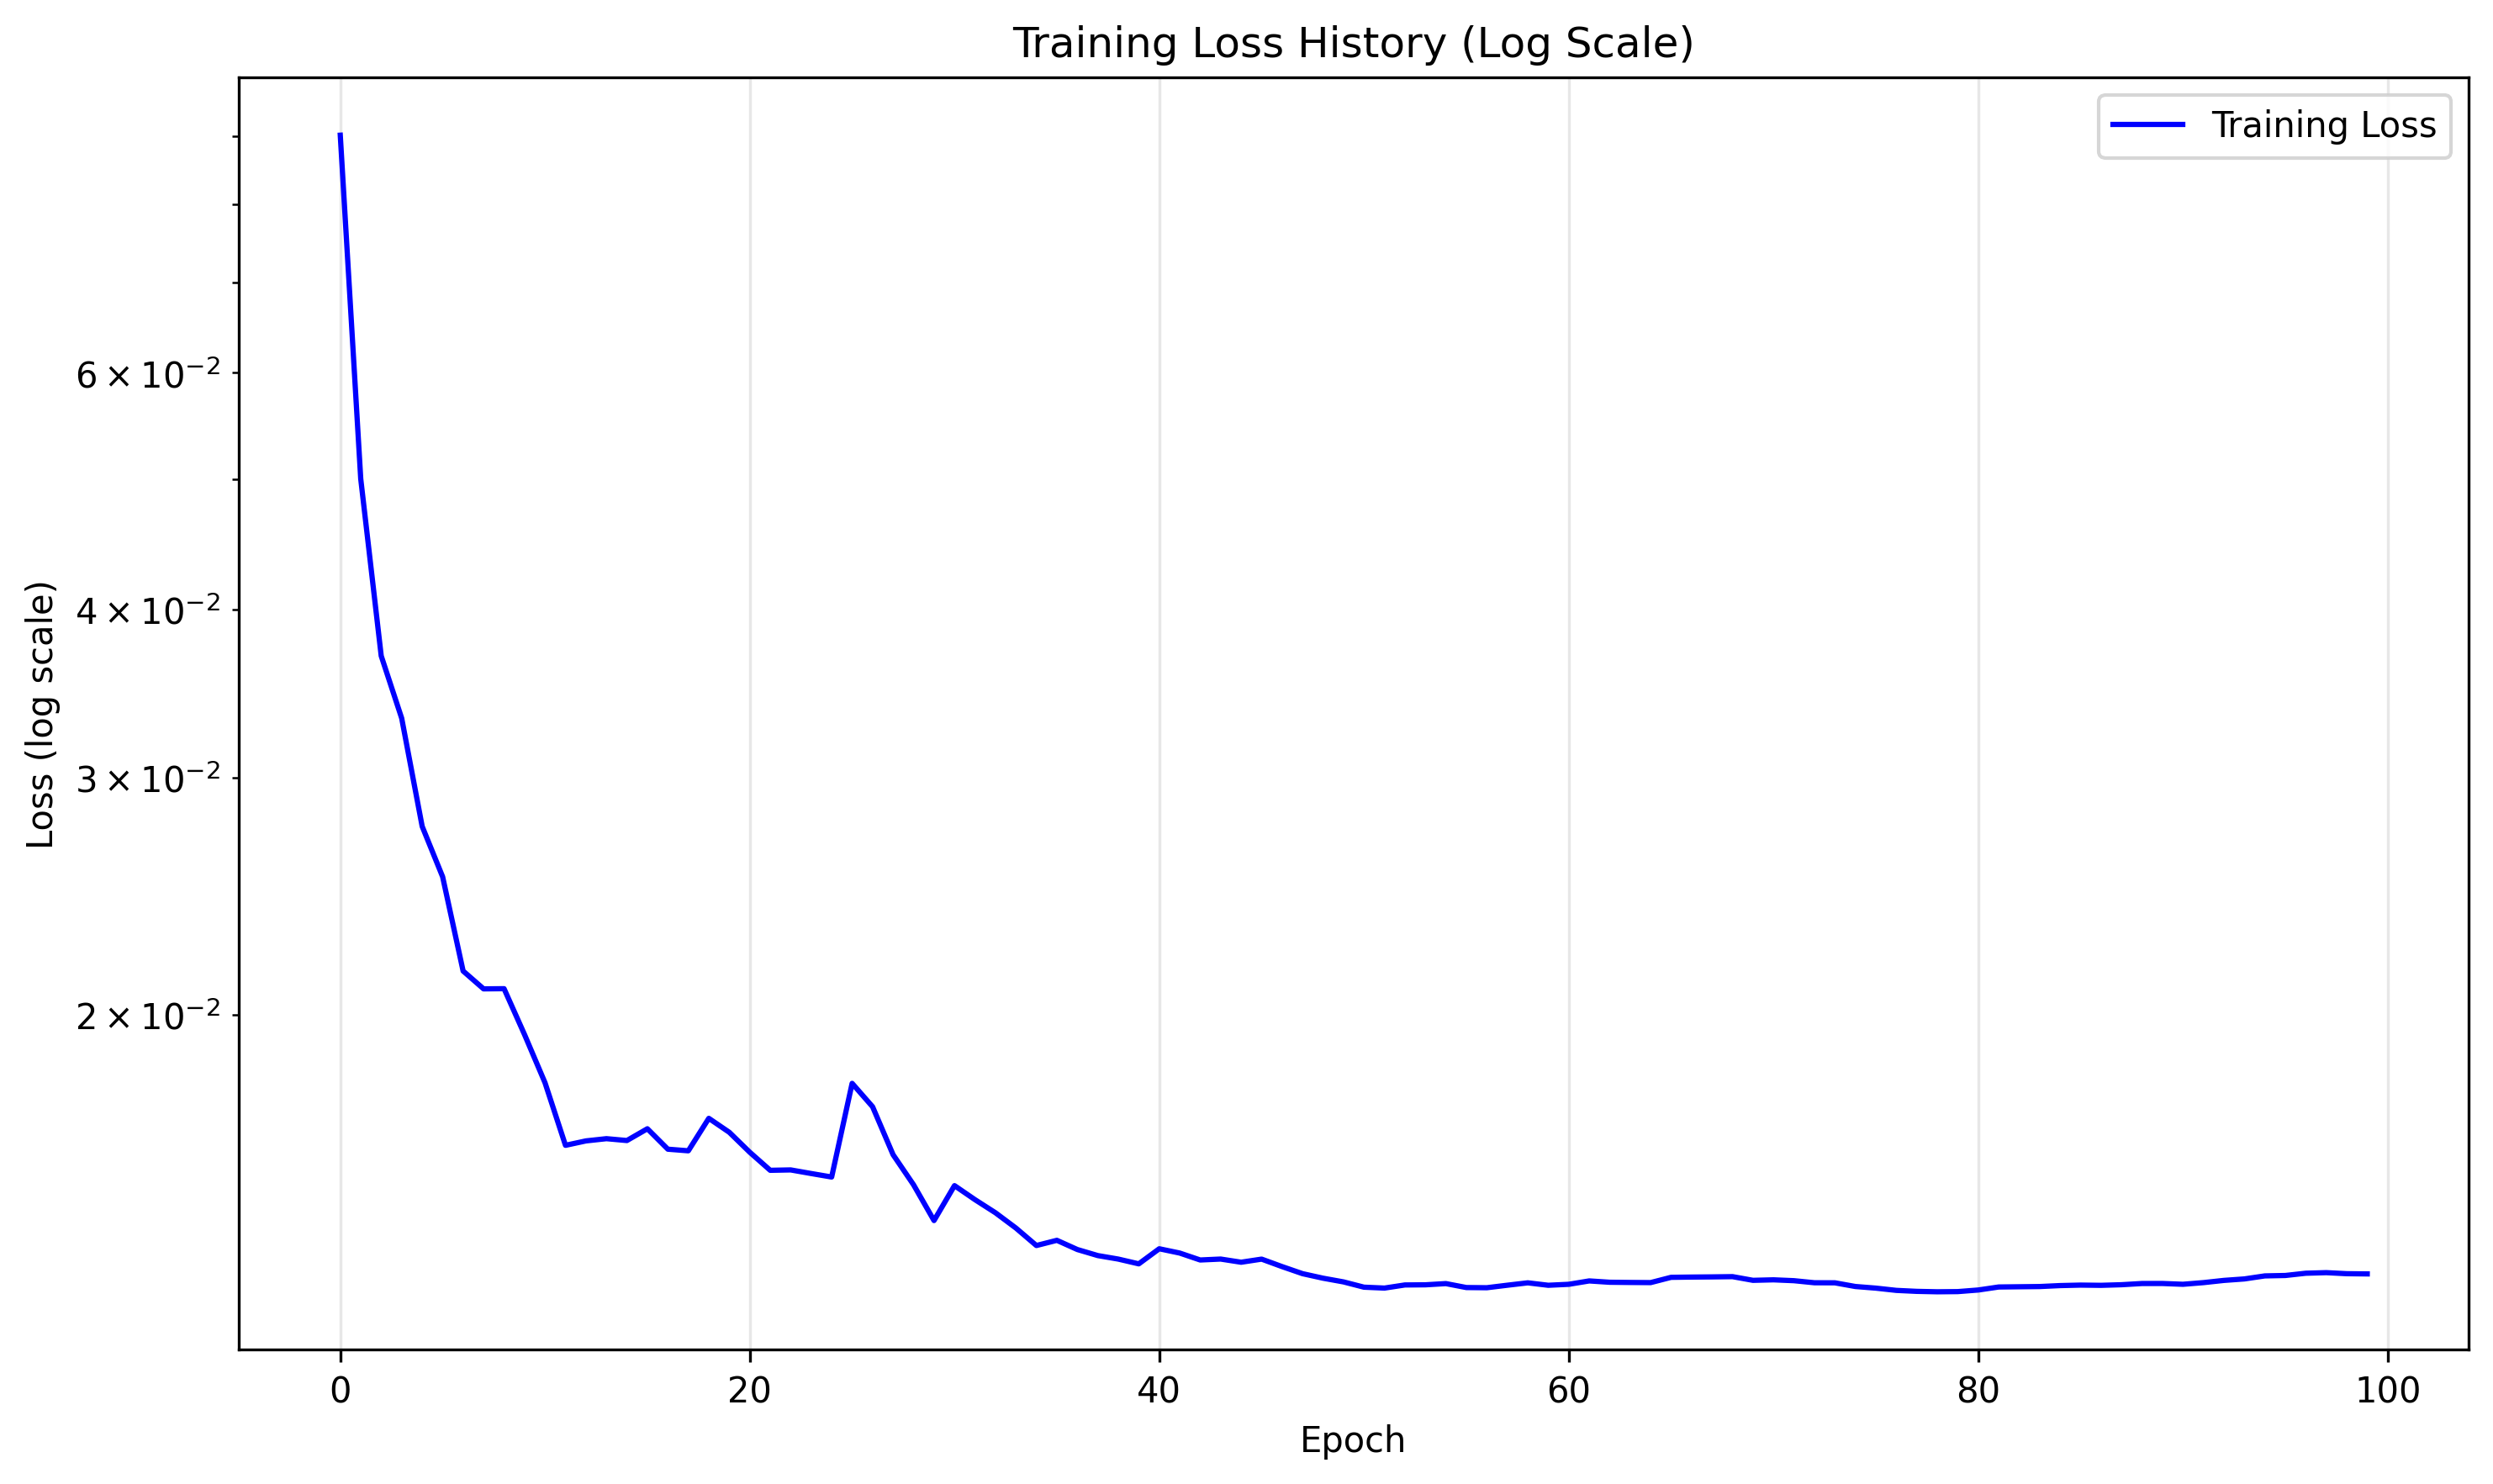 Training Loss History (Log Scale)
Training Loss
6 × 10⁻²
4 × 10⁻²
3 × 10⁻²
2 × 10⁻²
Loss (log scale)
0 20 40 60 80 100
Epoch